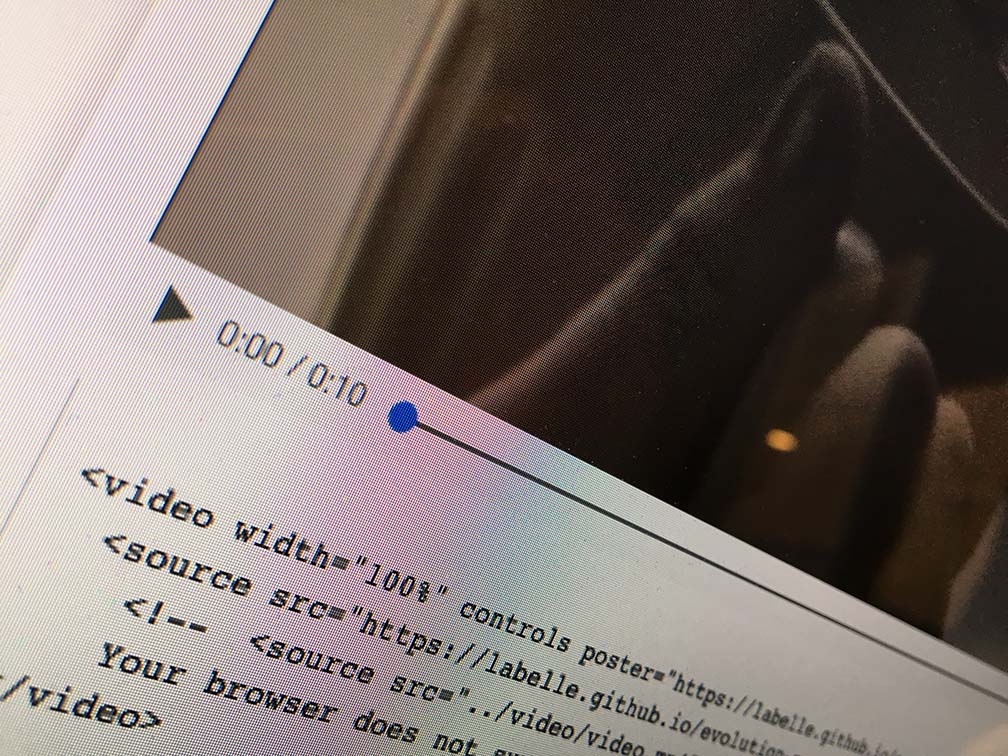 0:00 / 0:10
<video width="100%" controls poster="https://labelle.github.io/
<source src="https://labelle.github.io/evolution
<!-- <source src="../video/video
Your browser does not
/video>